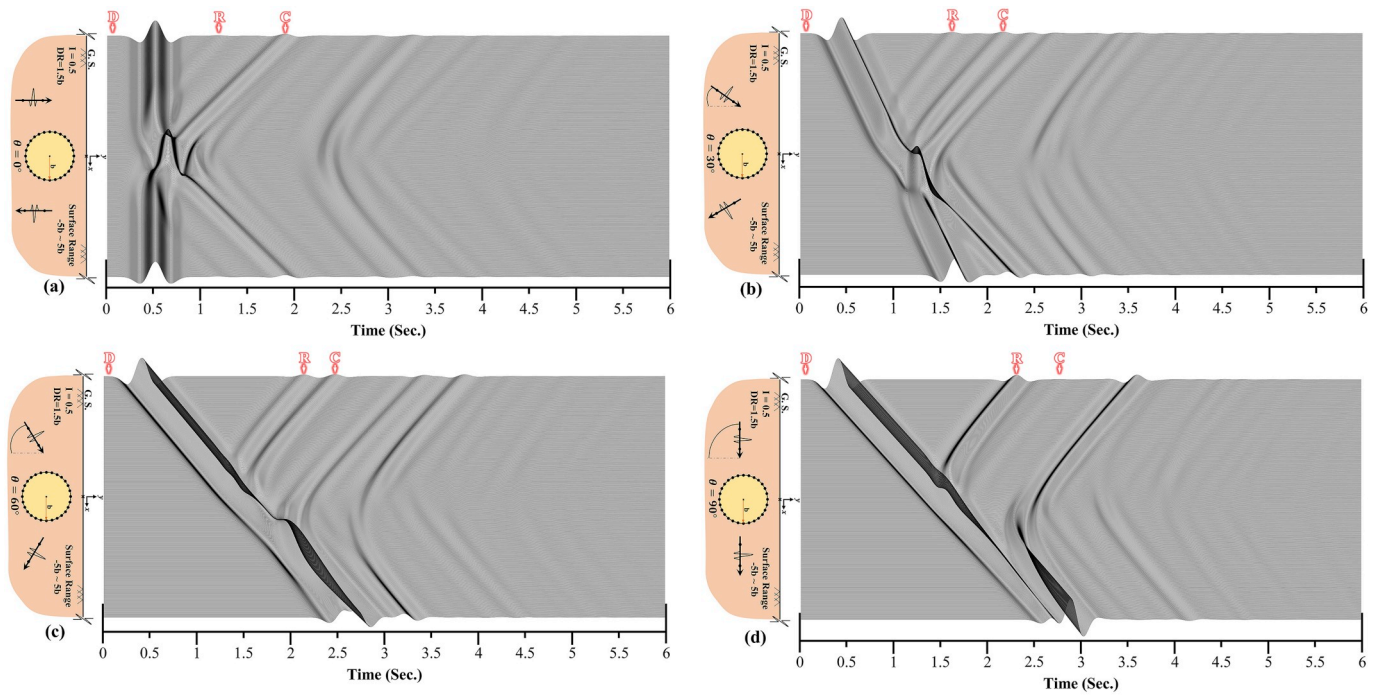 D R C
G. S.
I = 0.5
DR=1.5b
θ = 0°
b
y
x
Surface Range
-5b ~ 5b
(a)
0 0.5 1 1.5 2 2.5 3 3.5 4 4.5 5 5.5 6
Time (Sec.)
D R C
G. S.
I = 0.5
DR=1.5b
θ = 30°
b
y
x
Surface Range
-5b ~ 5b
(b)
0 0.5 1 1.5 2 2.5 3 3.5 4 4.5 5 5.5 6
Time (Sec.)
D R C
G. S.
I = 0.5
DR=1.5b
θ = 60°
b
y
x
Surface Range
-5b ~ 5b
(c)
0 0.5 1 1.5 2 2.5 3 3.5 4 4.5 5 5.5 6
Time (Sec.)
D R C
G. S.
I = 0.5
DR=1.5b
θ = 90°
b
y
x
Surface Range
-5b ~ 5b
(d)
0 0.5 1 1.5 2 2.5 3 3.5 4 4.5 5 5.5 6
Time (Sec.)